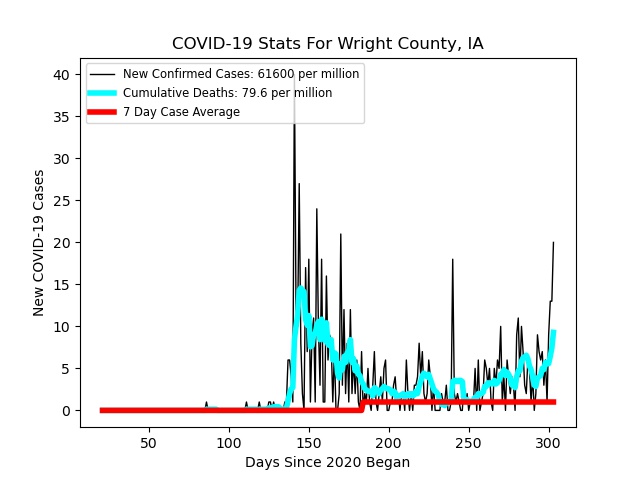 COVID-19 Stats For Wright County, IA
New Confirmed Cases: 61600 per million
Cumulative Deaths: 79.6 per million
7 Day Case Average
40
35
30
25
20
15
10
5
0
New COVID-19 Cases
50 100 150 200 250 300
Days Since 2020 Began